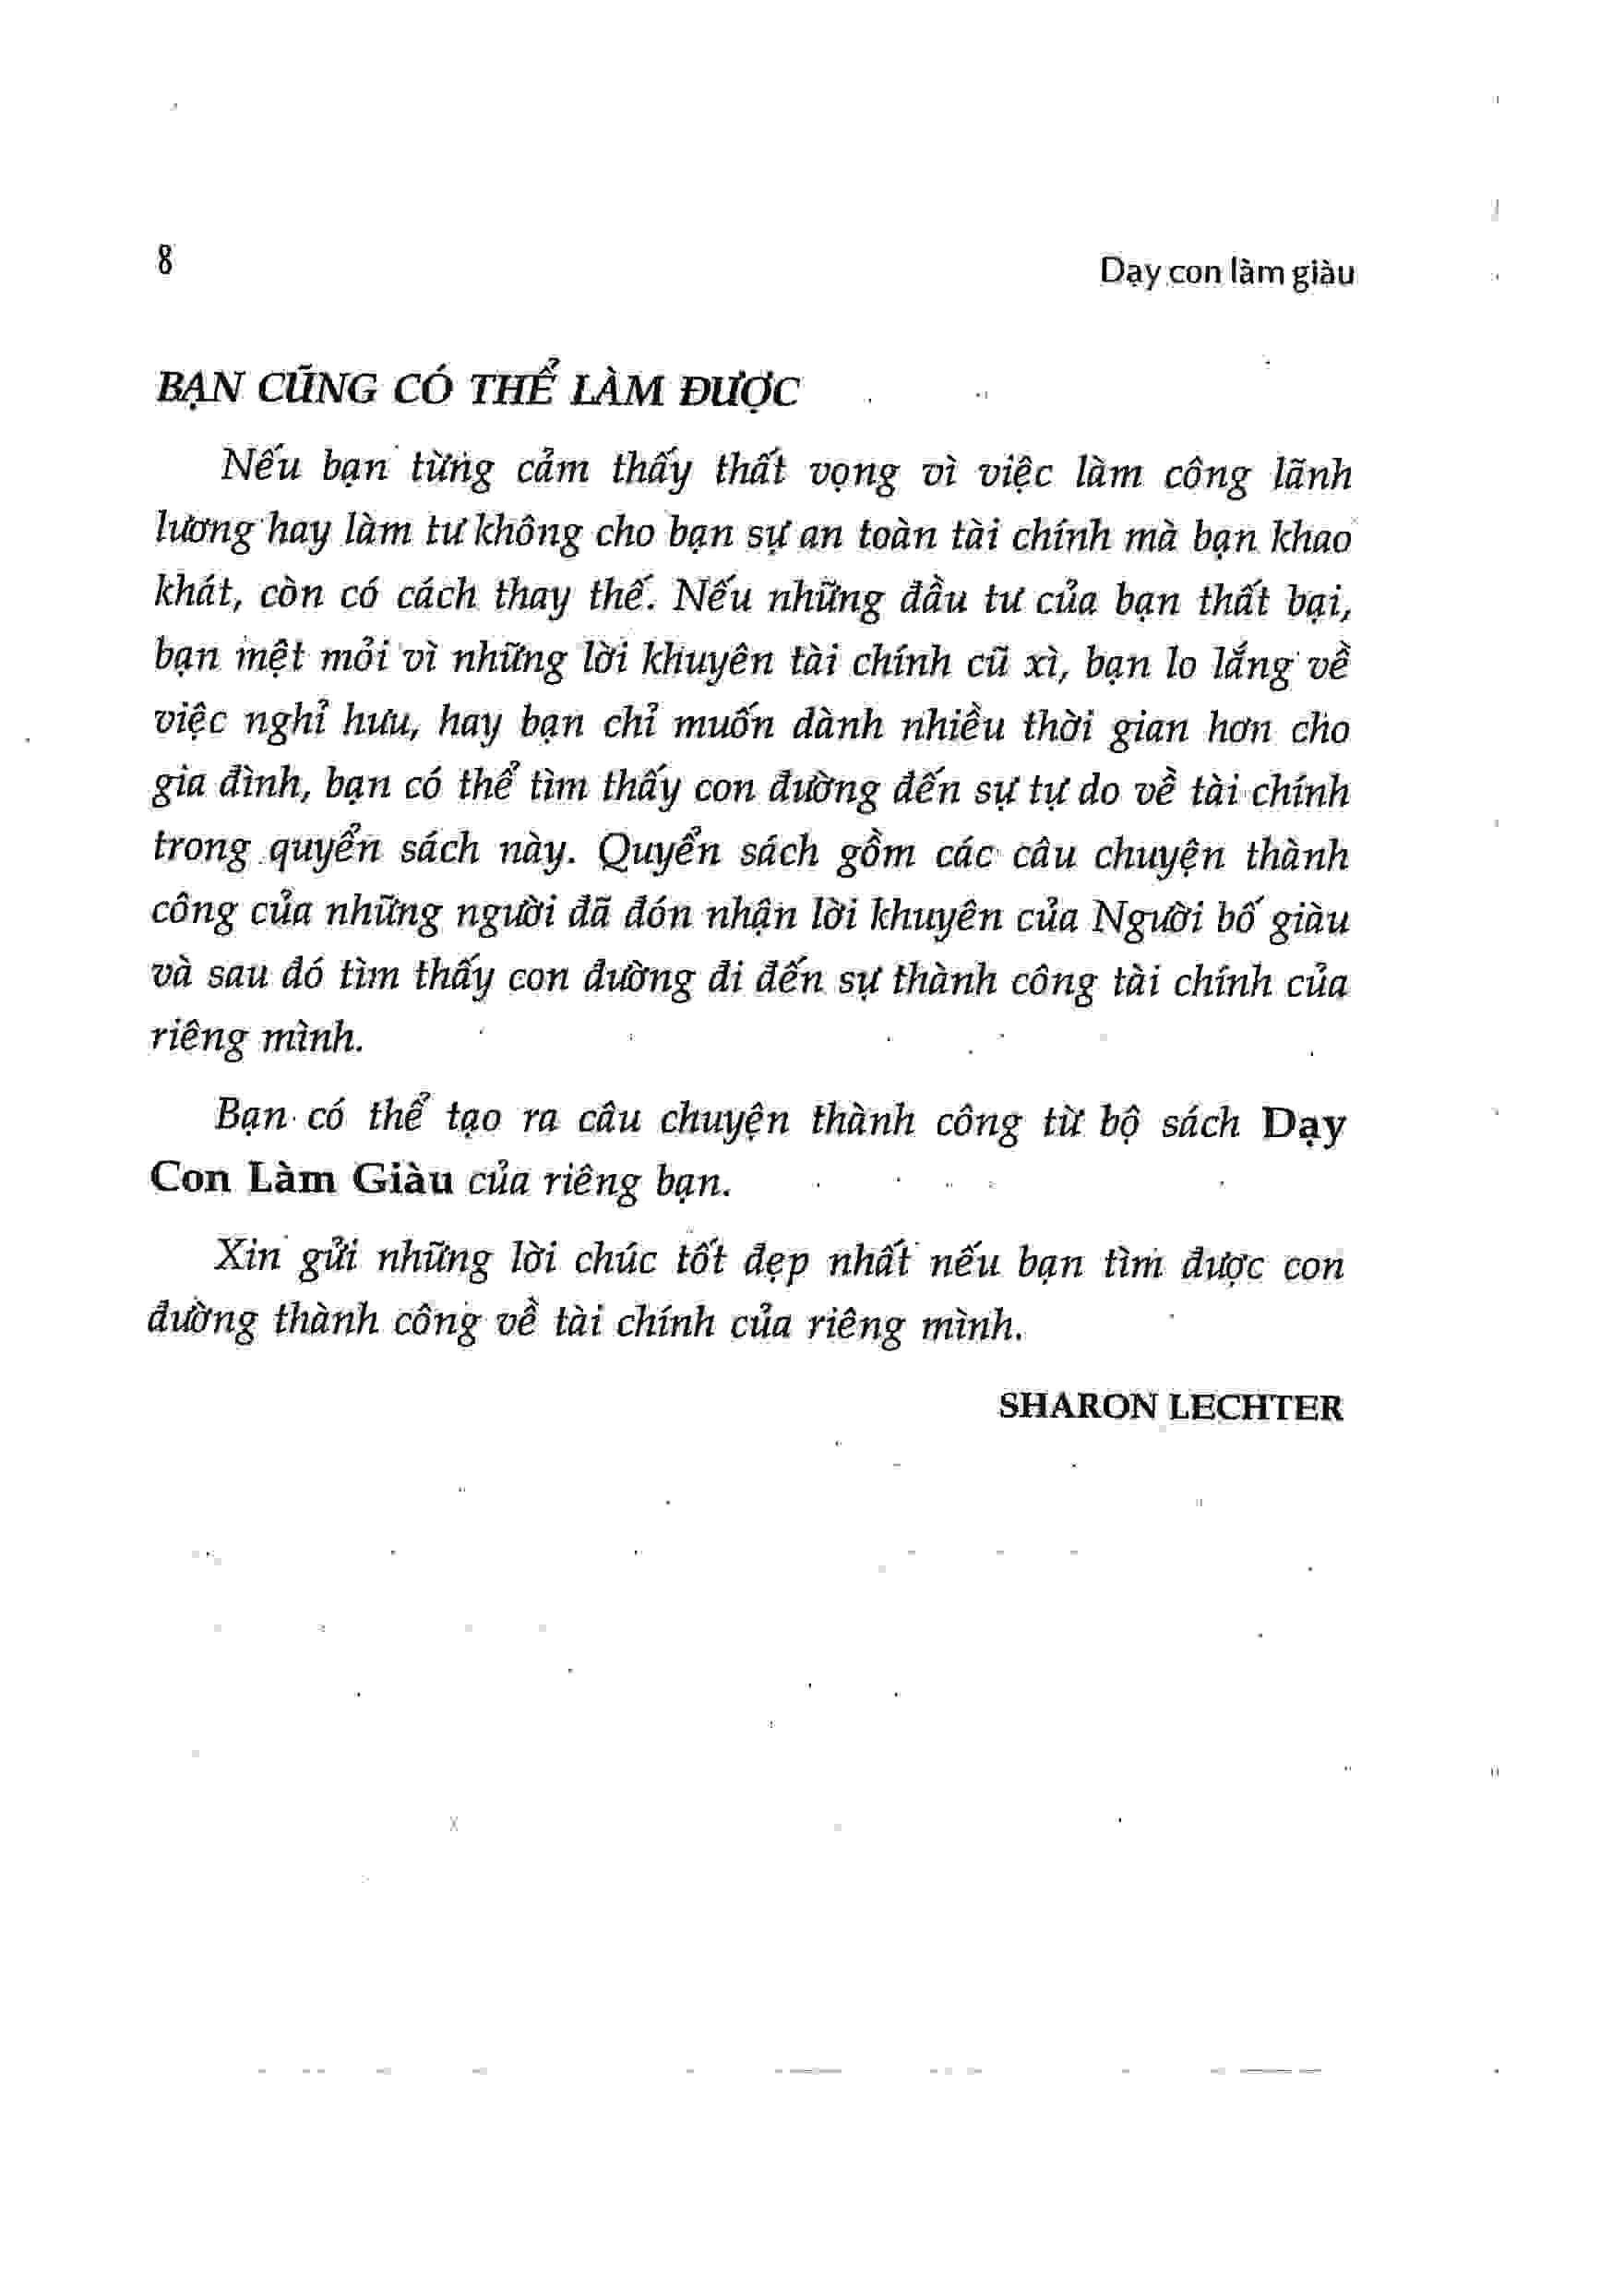 8
Dạy con làm giàu
BẠN CŨNG CÓ THỂ LÀM ĐƯỢC
Nếu bạn từng cảm thấy thất vọng vì việc làm công lãnh
lương hay làm tư không cho bạn sự an toàn tài chính mà bạn khao
khát, còn có cách thay thế. Nếu những đầu tư của bạn thất bại,
bạn mệt mỏi vì những lời khuyên tài chính cũ xì, bạn lo lắng về
việc nghỉ hưu, hay bạn chỉ muốn dành nhiều thời gian hơn cho
gia đình, bạn có thể tìm thấy con đường đến sự tự do về tài chính
trong quyển sách này. Quyển sách gồm các câu chuyện thành
công của những người đã đón nhận lời khuyên của Người bố giàu
và sau đó tìm thấy con đường đi đến sự thành công tài chính của
riêng mình.
Bạn có thể tạo ra câu chuyện thành công từ bộ sách Dạy
Con Làm Giàu của riêng bạn.
Xin gửi những lời chúc tốt đẹp nhất nếu bạn tìm được con
đường thành công về tài chính của riêng mình.
SHARON LECHTER